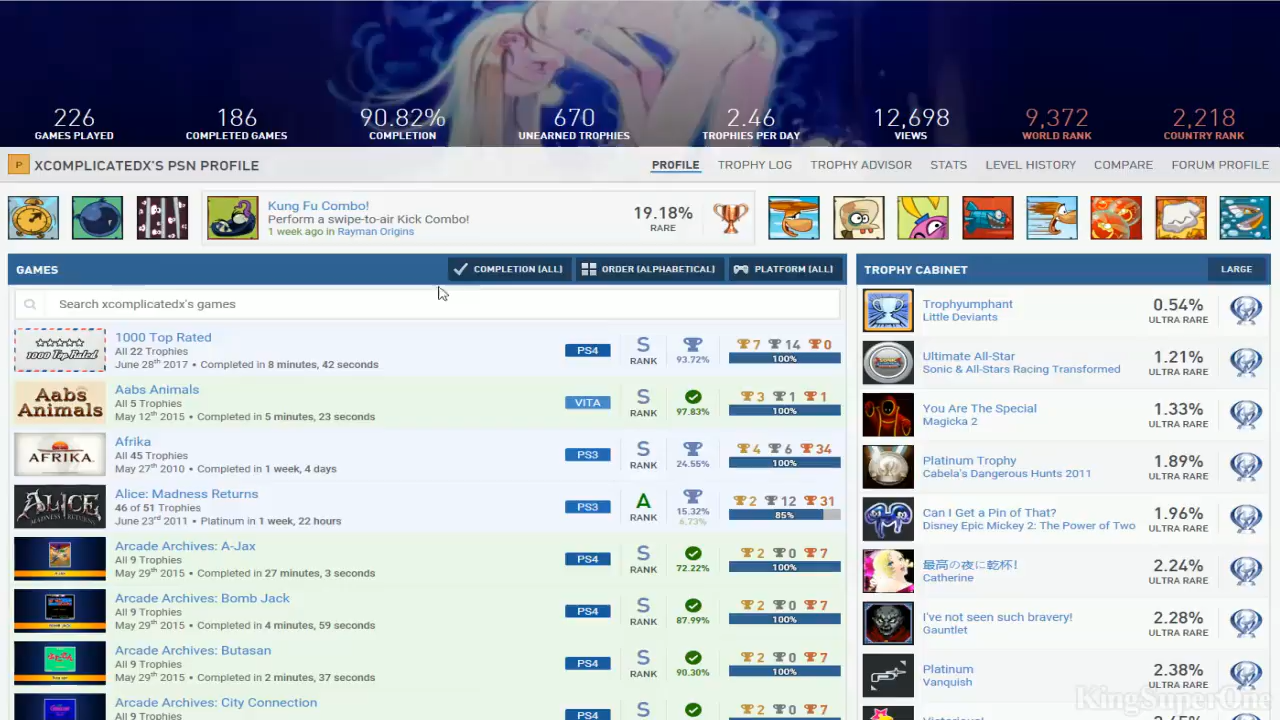 226
GAMES PLAYED
186
COMPLETED GAMES
90.82%
COMPLETION
670
UNEARNED TROPHIES
2.46
TROPHIES PER DAY
12,698
VIEWS
9,372
WORLD RANK
2,218
COUNTRY RANK
P XCOMPLICATEDX'S PSN PROFILE
PROFILE TROPHY LOG TROPHY ADVISOR STATS LEVEL HISTORY COMPARE FORUM PROFILE
Kung Fu Combo!
Perform a swipe-to-air Kick Combo!
1 week ago in Rayman Origins
19.18%
RARE
GAMES COMPLETION (ALL) ORDER (ALPHABETICAL) PLATFORM (ALL)
Search xcomplicatedx's games
1000 Top Rated
1000 Top Rated
All 22 Trophies
June 28th 2017 • Completed in 8 minutes, 42 seconds
PS4
S
RANK
93.72%
7 14 0
100%
Aabs
Animals
Aabs Animals
All 5 Trophies
May 12th 2015 • Completed in 5 minutes, 23 seconds
VITA
S
RANK
97.83%
3 1 1
100%
AFRIKA
Afrika
All 45 Trophies
May 27th 2010 • Completed in 1 week, 4 days
PS3
S
RANK
24.55%
4 6 34
100%
ALICE
MADNESS RETURNS
Alice: Madness Returns
46 of 51 Trophies
June 23rd 2011 • Platinum in 1 week, 22 hours
PS3
A
RANK
15.32%
6.73%
2 12 31
85%
Arcade Archives: A-Jax
All 9 Trophies
May 29th 2015 • Completed in 27 minutes, 3 seconds
PS4
S
RANK
72.22%
2 0 7
100%
Arcade Archives: Bomb Jack
All 9 Trophies
May 29th 2015 • Completed in 4 minutes, 59 seconds
PS4
S
RANK
87.99%
2 0 7
100%
Arcade Archives: Butasan
All 9 Trophies
May 29th 2015 • Completed in 2 minutes, 37 seconds
PS4
S
RANK
90.30%
2 0 7
100%
Arcade Archives: City Connection
All 9 Trophies
PS4
S
2 0 7
TROPHY CABINET LARGE
Trophyumphant
Little Deviants
0.54%
ULTRA RARE
Ultimate All-Star
Sonic & All-Stars Racing Transformed
1.21%
ULTRA RARE
You Are The Special
Magicka 2
1.33%
ULTRA RARE
Platinum Trophy
Cabela's Dangerous Hunts 2011
1.89%
ULTRA RARE
Can I Get a Pin of That?
Disney Epic Mickey 2: The Power of Two
1.96%
ULTRA RARE
最高の夜に乾杯!
Catherine
2.24%
ULTRA RARE
I've not seen such bravery!
Gauntlet
2.28%
ULTRA RARE
Platinum
Vanquish
2.38%
ULTRA RARE
KingSuperOne